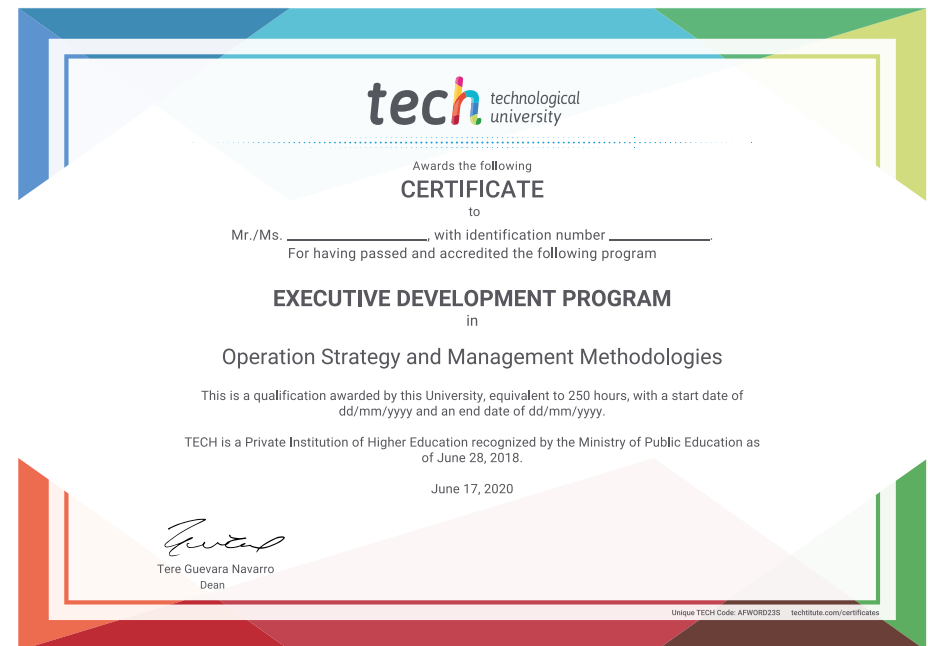 tech technological
university
Awards the following
CERTIFICATE
to
Mr./Ms. ____________, with identification number _________.
For having passed and accredited the following program
EXECUTIVE DEVELOPMENT PROGRAM
in
Operation Strategy and Management Methodologies
This is a qualification awarded by this University, equivalent to 250 hours, with a start date of
dd/mm/yyyy and an end date of dd/mm/yyyy.
TECH is a Private Institution of Higher Education recognized by the Ministry of Public Education as
of June 28, 2018.
June 17, 2020
Tere Guevara Navarro
Dean
Unique TECH Code: AFWORD23S techtitute.com/certificates